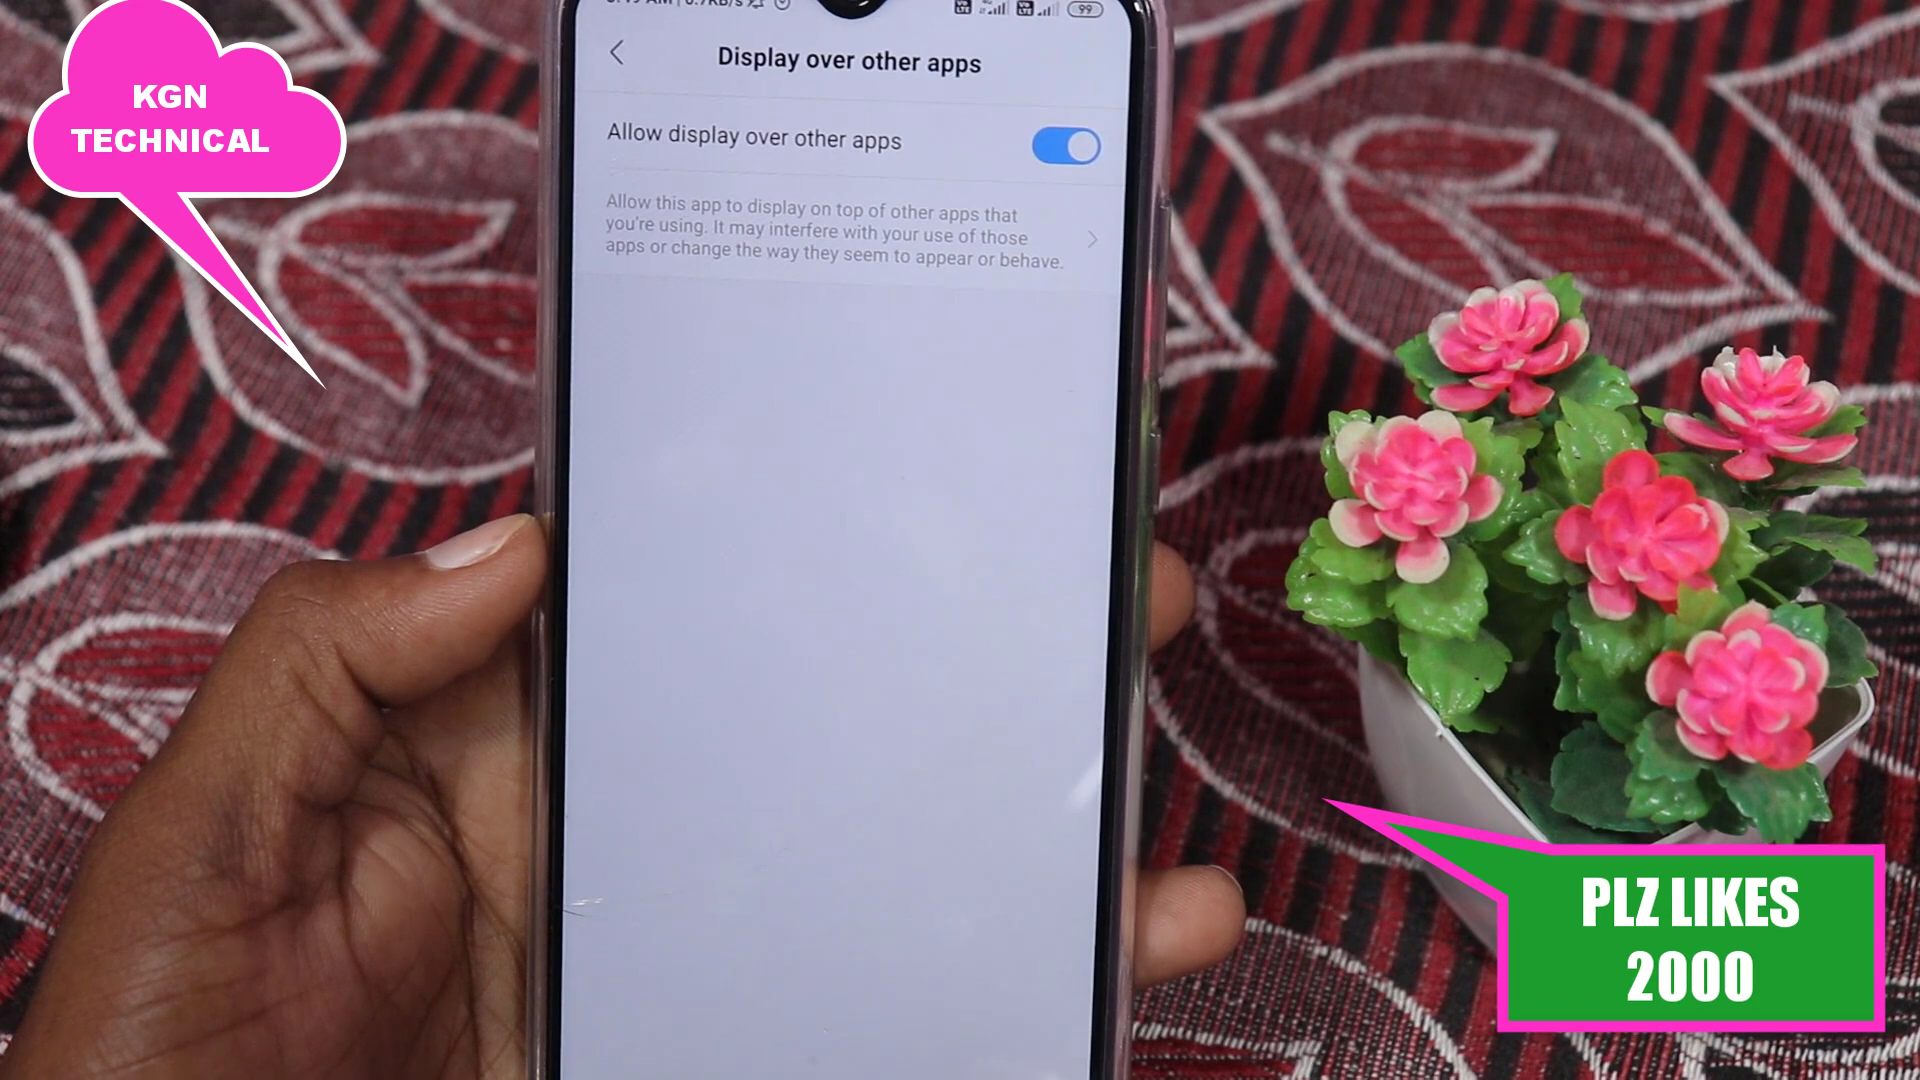 KGN
TECHNICAL
99
Display over other apps
Allow display over other apps
Allow this app to display on top of other apps that
you're using. It may interfere with your use of those
apps or change the way they seem to appear or behave.
PLZ LIKES
2000